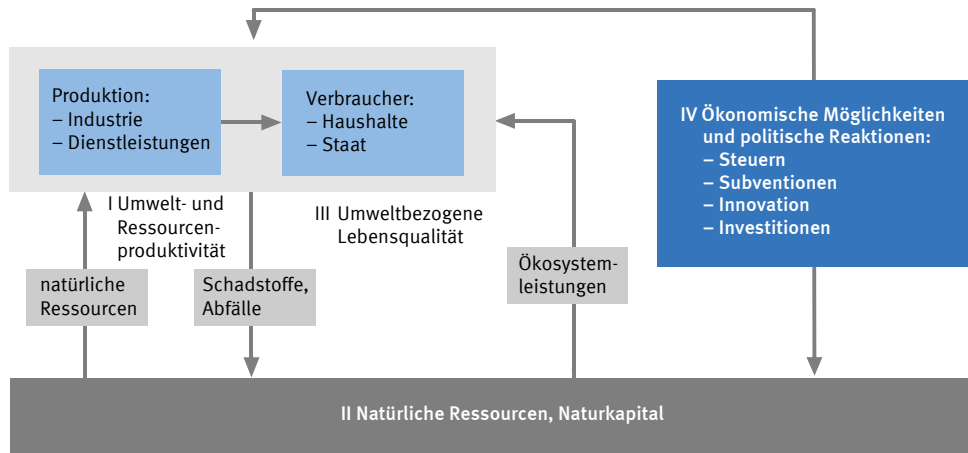 Produktion:
– Industrie
– Dienstleistungen
Verbraucher:
– Haushalte
– Staat
IV Ökonomische Möglichkeiten
und politische Reaktionen:
– Steuern
– Subventionen
– Innovation
– Investitionen
I Umwelt- und
Ressourcen-
produktivität
III Umweltbezogene
Lebensqualität
natürliche
Ressourcen
Schadstoffe,
Abfälle
Ökosystem-
leistungen
II Natürliche Ressourcen, Naturkapital